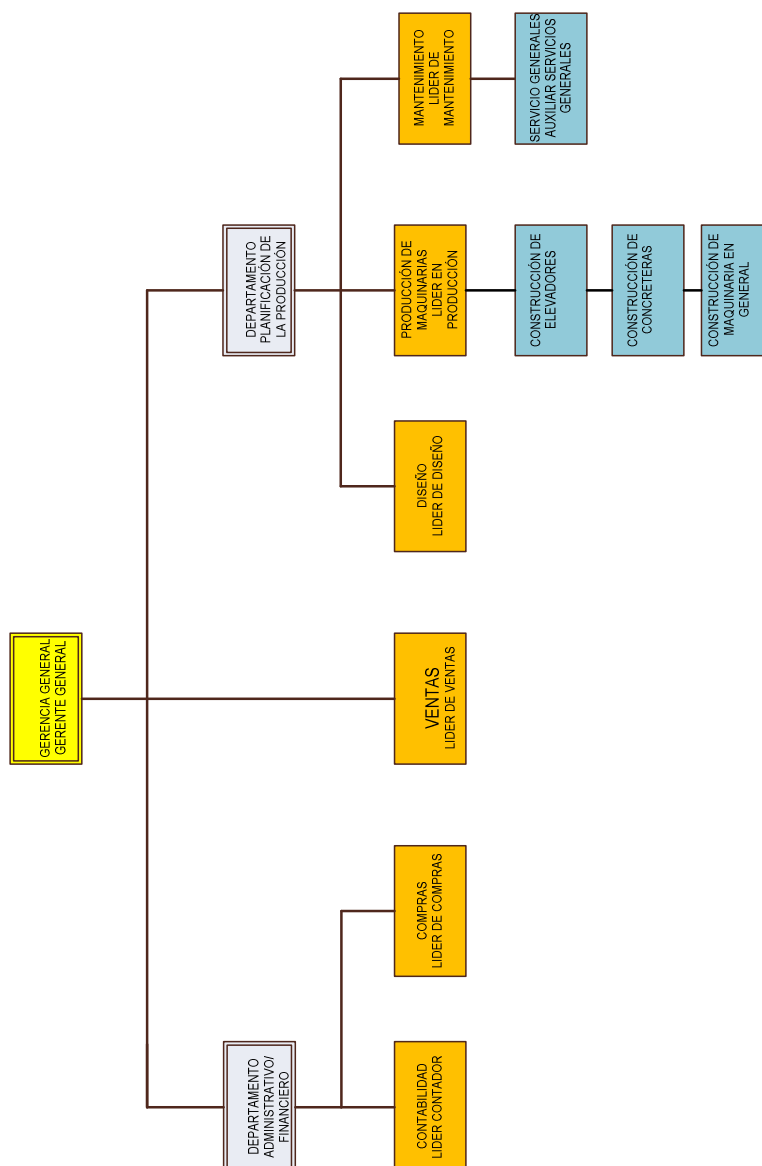 GERENCIA GENERAL
GERENTE GENERAL
DEPARTAMENTO
ADMINISTRATIVO/
FINANCIERO
DEPARTAMENTO
PLANIFICACIÓN DE
LA PRODUCCIÓN
CONTABILIDAD
LIDER CONTADOR
COMPRAS
LIDER DE COMPRAS
VENTAS
LIDER DE VENTAS
DISEÑO
LIDER DE DISEÑO
PRODUCCIÓN DE
MAQUINARIAS
LIDER EN
PRODUCCIÓN
MANTENIMIENTO
LIDER DE
MANTENIMIENTO
CONSTRUCCIÓN DE
ELEVADORES
SERVICIO GENERALES
AUXILIAR SERVICIOS
GENERALES
CONSTRUCCIÓN DE
CONCRETERAS
CONSTRUCCIÓN DE
MAQUINARIA EN
GENERAL